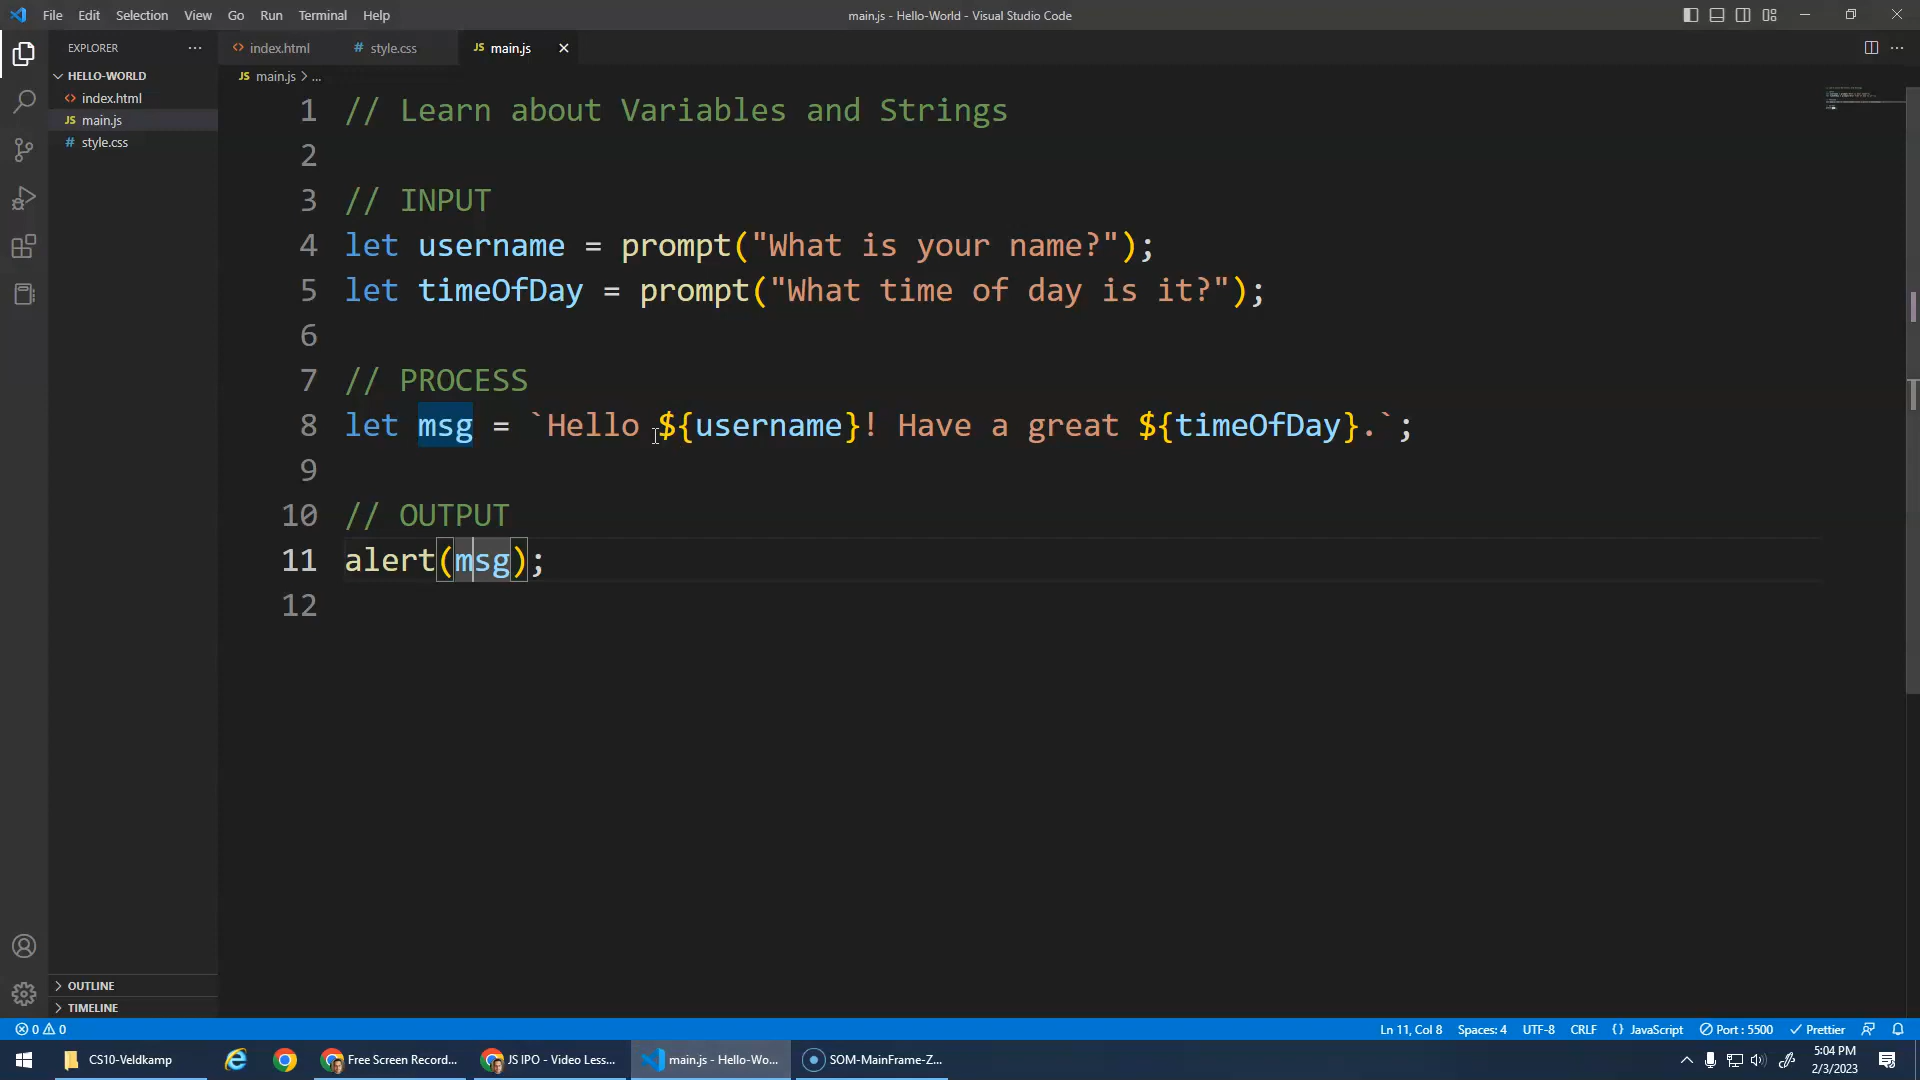 File Edit Selection View Go Run Terminal Help
main.js - Hello-World - Visual Studio Code
EXPLORER
HELLO-WORLD
index.html
JS main.js
# style.css
OUTLINE
TIMELINE
index.html
# style.css
JS main.js
JS main.js > ...
1 // Learn about Variables and Strings
2
3 // INPUT
4 let username = prompt("What is your name?");
5 let timeOfDay = prompt("What time of day is it?");
6
7 // PROCESS
8 let msg = `Hello ${username}! Have a great ${timeOfDay}.`;
9
10 // OUTPUT
11 alert(msg);
12
0 0
Ln 11, Col 8 Spaces: 4 UTF-8 CRLF {} JavaScript Port : 5500 Prettier
CS10-Veldkamp
Free Screen Record...
JS IPO - Video Less...
main.js - Hello-Wo...
SOM-MainFrame-Z...
5:04 PM
2/3/2023